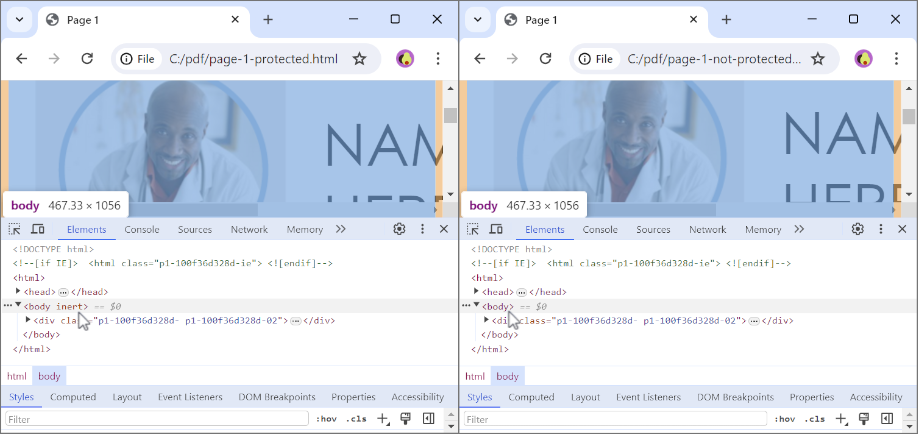 Page 1
File C:/pdf/page-1-protected.html
NAM
HERE
body 467.33 × 1056
Elements Console Sources Network Memory
<!DOCTYPE html>
<!--[if IE]> <html class="p1-100f36d328d-ie"> <![endif]-->
<html>
<head> … </head>
<body inert> == $0
<div class="p1-100f36d328d- p1-100f36d328d-02"> … </div>
</body>
</html>
html body
Styles Computed Layout Event Listeners DOM Breakpoints Properties Accessibility
Filter :hov .cls
Page 1
File C:/pdf/page-1-not-protected...
NAM
HERE
body 467.33 × 1056
Elements Console Sources Network Memory
<!DOCTYPE html>
<!--[if IE]> <html class="p1-100f36d328d-ie"> <![endif]-->
<html>
<head> … </head>
<body> == $0
<div class="p1-100f36d328d- p1-100f36d328d-02"> … </div>
</body>
</html>
html body
Styles Computed Layout Event Listeners DOM Breakpoints Properties Accessibility
Filter :hov .cls